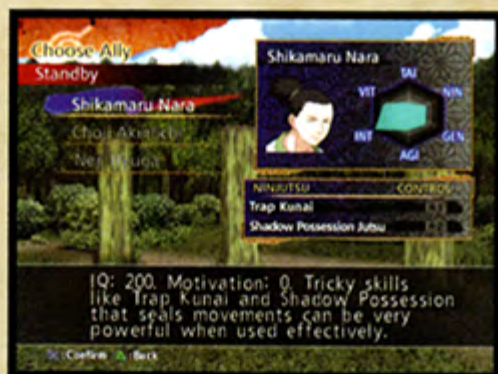 Choose Ally
Standby
Shikamaru Nara
Choji Akimichi
Neji Hyuga
Shikamaru Nara
TAI
VIT
NIN
INT
GEN
AGI
NINJUTSU CONTROL
Trap Kunai
Shadow Possession Jutsu
IQ: 200. Motivation: 0. Tricky skills
like Trap Kunai and Shadow Possession
that seals movements can be very
powerful when used effectively.
:Confirm :Back